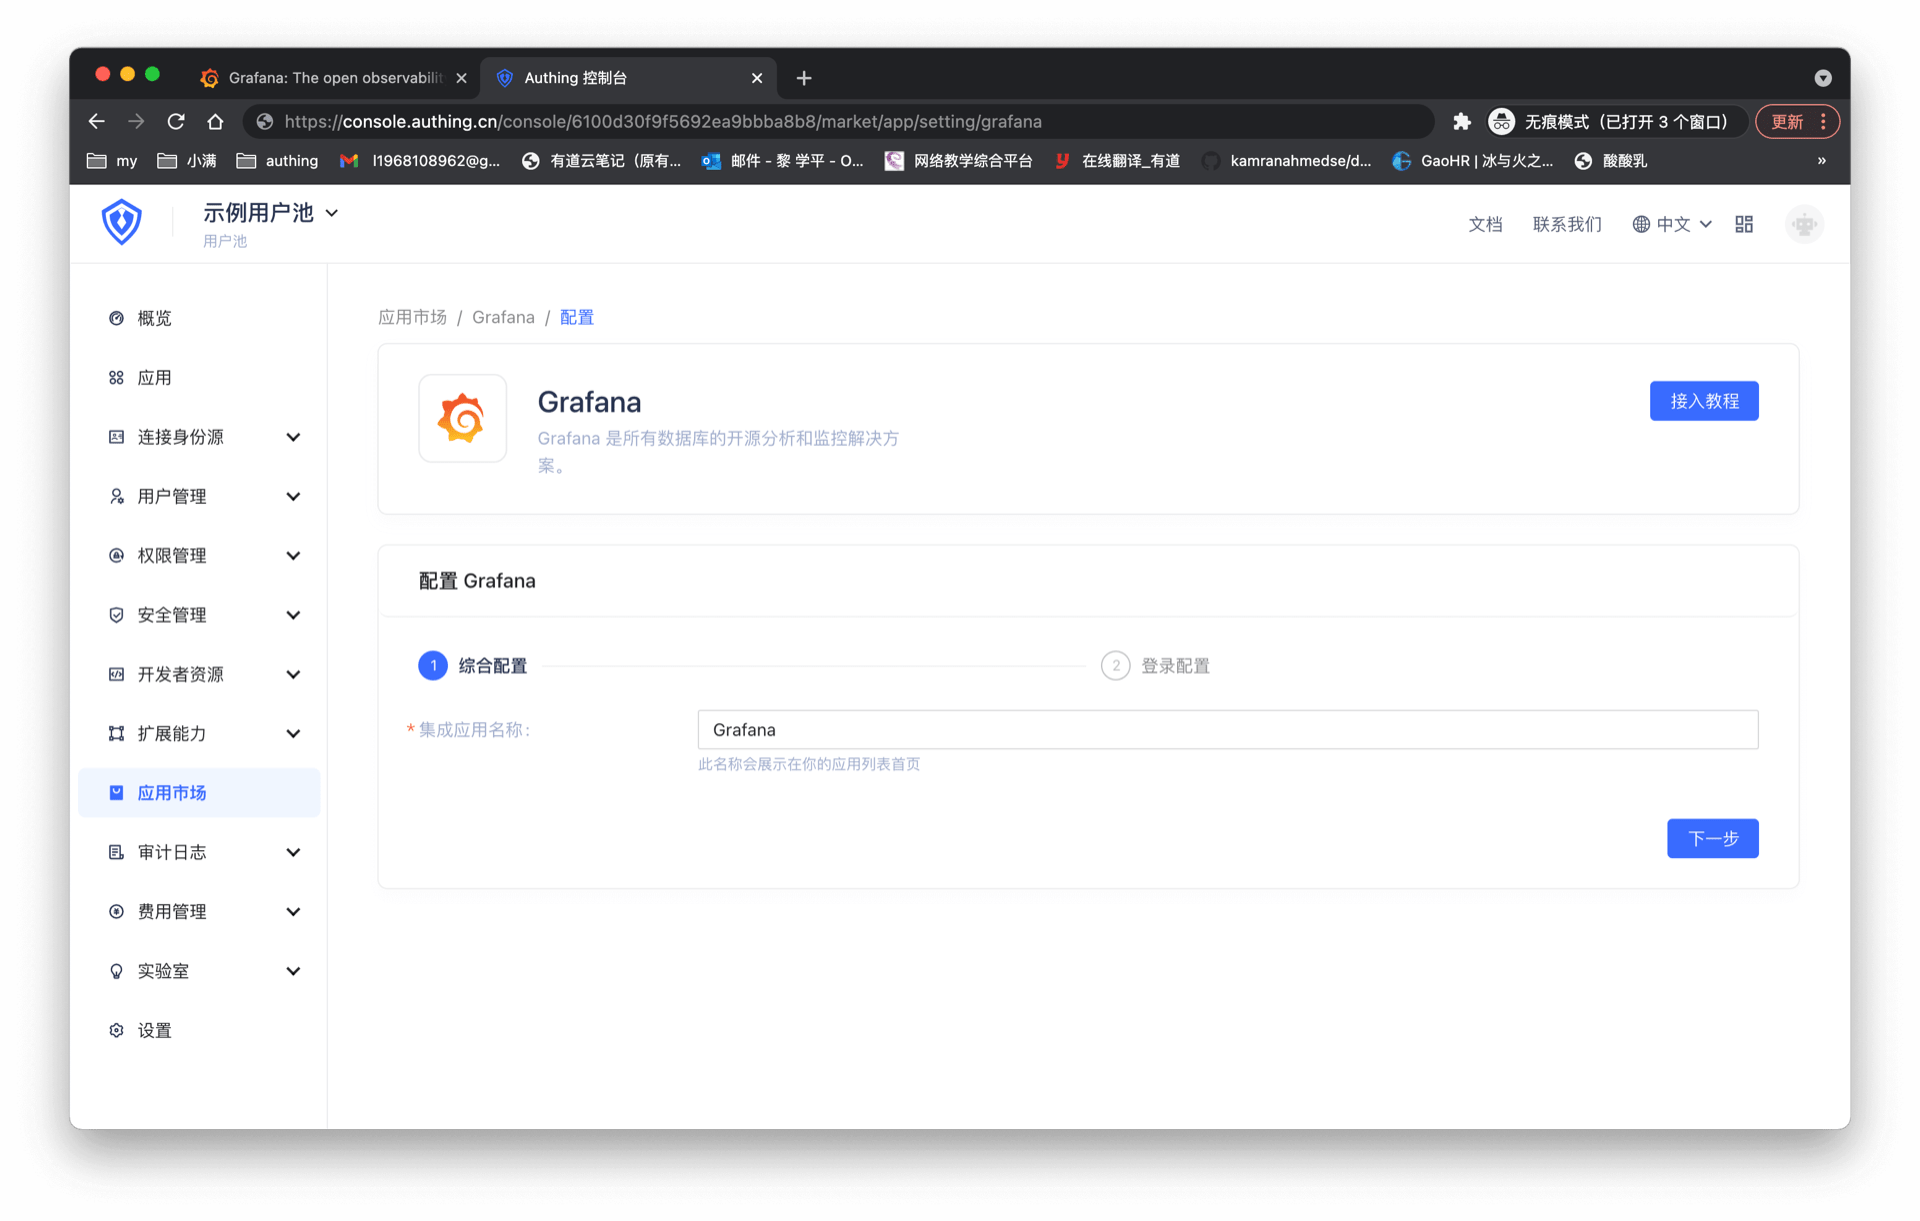 Grafana: The open observabilit
Authing 控制台
https://console.authing.cn/console/6100d30f9f5692ea9bbba8b8/market/app/setting/grafana
无痕模式（已打开 3 个窗口）
更新
my
小满
authing
l1968108962@g...
有道云笔记（原有...
邮件 - 黎 学平 - O...
网络教学综合平台
在线翻译_有道
kamranahmedse/d...
GaoHR | 冰与火之...
酸酸乳
»
示例用户池
用户池
文档
联系我们
中文
概览
应用
连接身份源
用户管理
权限管理
安全管理
开发者资源
扩展能力
应用市场
审计日志
费用管理
实验室
设置
应用市场 / Grafana / 配置
Grafana
Grafana 是所有数据库的开源分析和监控解决方
案。
接入教程
配置 Grafana
1 综合配置
2 登录配置
* 集成应用名称:
Grafana
此名称会展示在你的应用列表首页
下一步